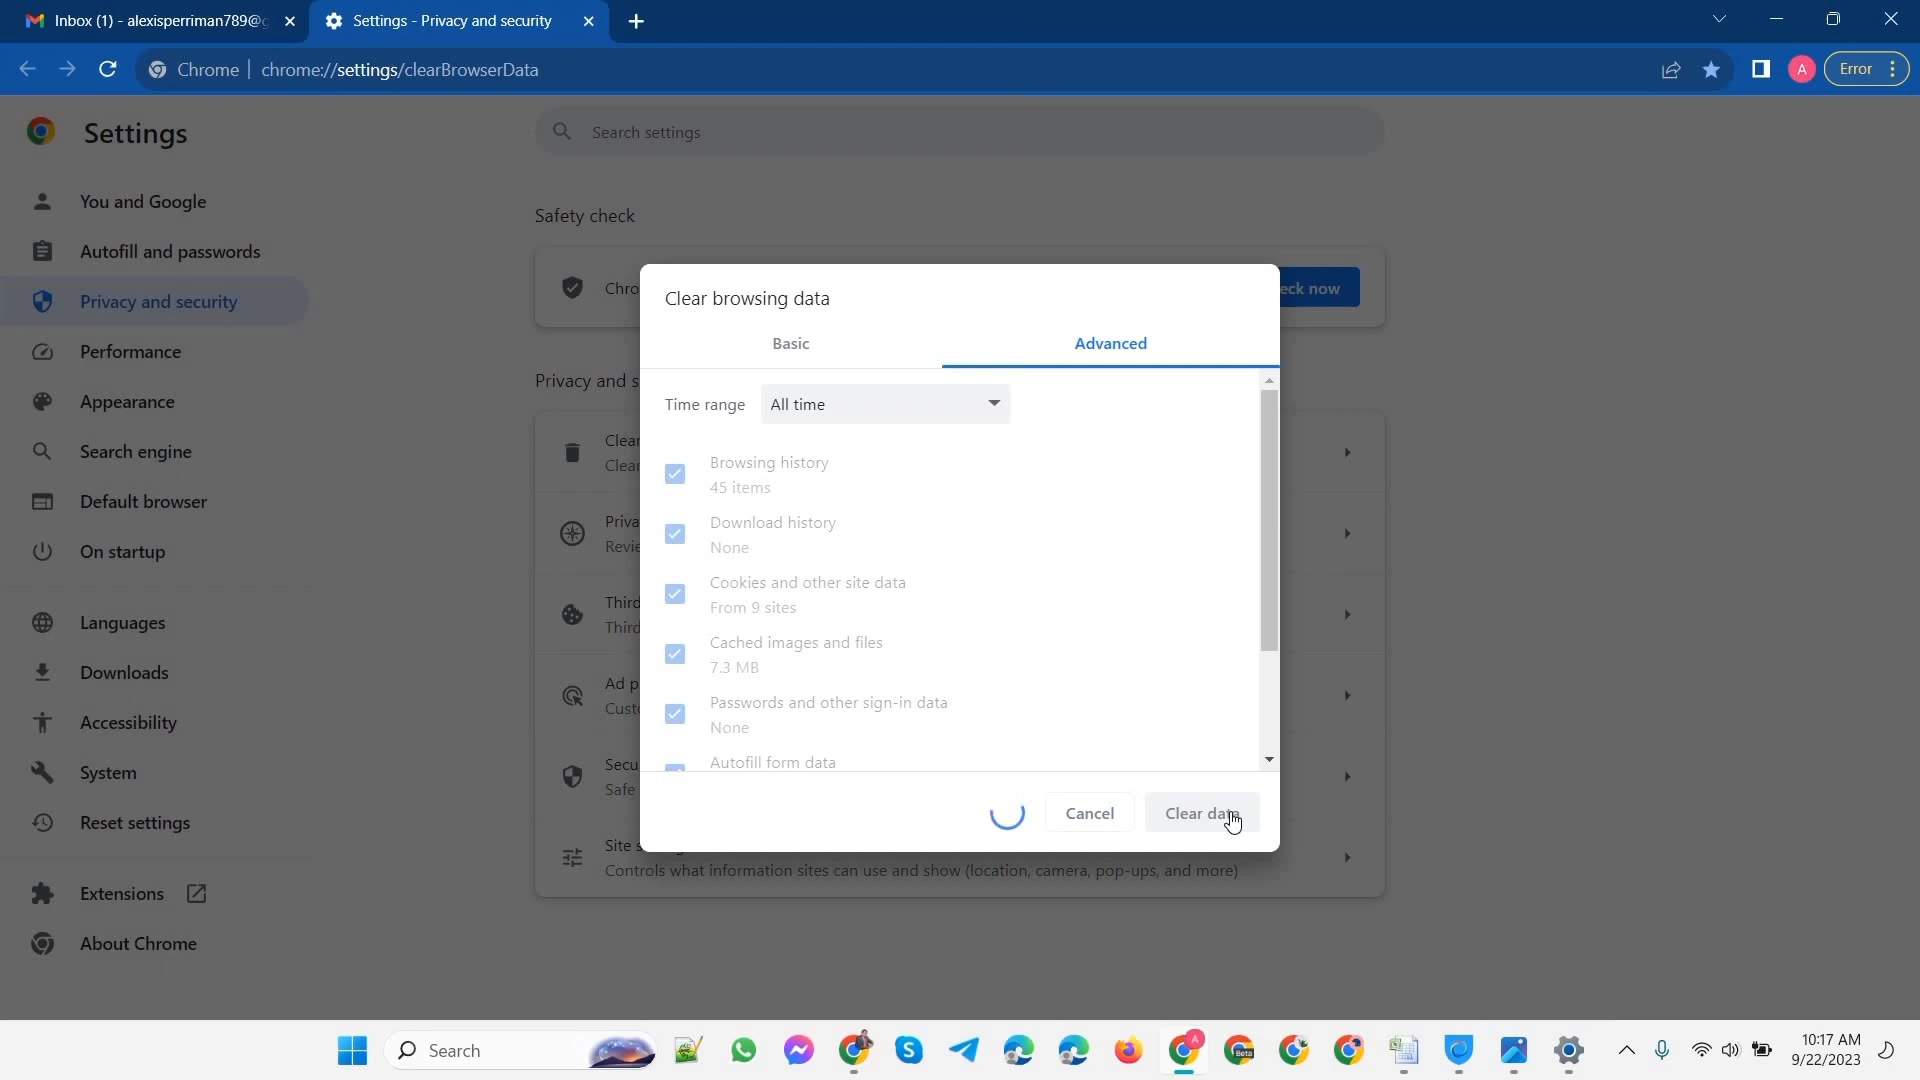 Inbox (1) - alexisperriman789@g
Settings - Privacy and security
Chrome
chrome://settings/clearBrowserData
A
Error
Settings
Search settings
You and Google
Autofill and passwords
Privacy and security
Performance
Appearance
Search engine
Default browser
On startup
Languages
Downloads
Accessibility
System
Reset settings
Extensions
About Chrome
Safety check
Chro
eck now
Privacy and s
Clear
Clear
Priva
Revie
Third
Third
Ad p
Custo
Secu
Safe
Site s
Controls what information sites can use and show (location, camera, pop-ups, and more)
Clear browsing data
Basic
Advanced
Time range
All time
Browsing history
45 items
Download history
None
Cookies and other site data
From 9 sites
Cached images and files
7.3 MB
Passwords and other sign-in data
None
Autofill form data
Cancel
Clear data
Search
A
Beta
10:17 AM
9/22/2023